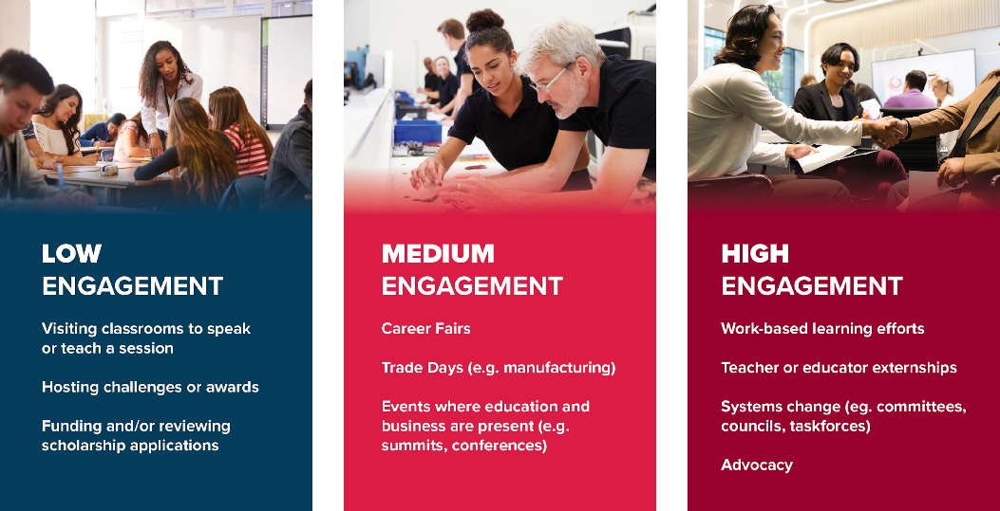 LOW
ENGAGEMENT
Visiting classrooms to speak
or teach a session
Hosting challenges or awards
Funding and/or reviewing
scholarship applications
MEDIUM
ENGAGEMENT
Career Fairs
Trade Days (e.g. manufacturing)
Events where education and
business are present (e.g.
summits, conferences)
HIGH
ENGAGEMENT
Work-based learning efforts
Teacher or educator externships
Systems change (eg. committees,
councils, taskforces)
Advocacy